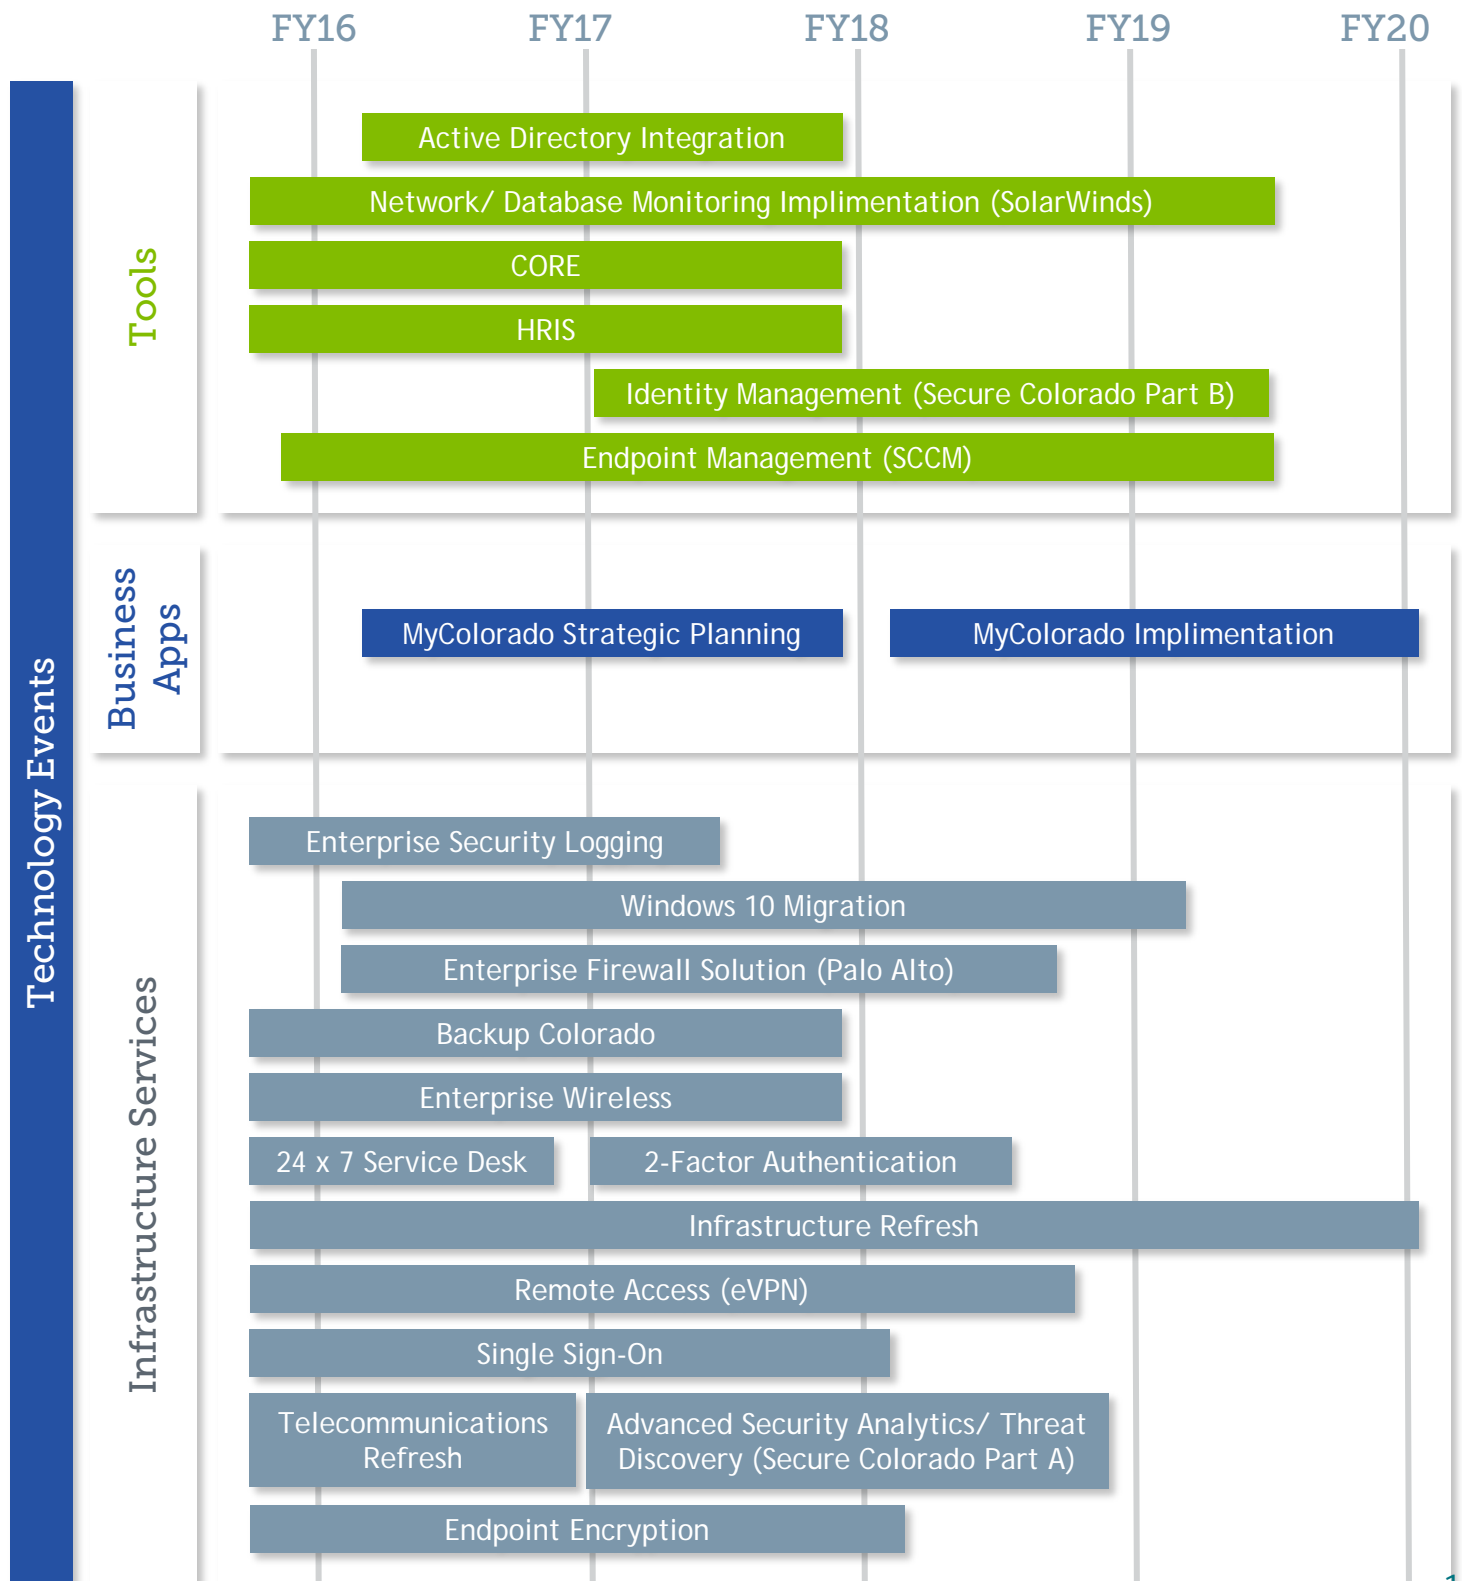 FY16 FY17 FY18 FY19 FY20
Technology Events
Tools
Active Directory Integration
Network/ Database Monitoring Implimentation (SolarWinds)
CORE
HRIS
Identity Management (Secure Colorado Part B)
Endpoint Management (SCCM)
Business
Apps
MyColorado Strategic Planning
MyColorado Implimentation
Infrastructure Services
Enterprise Security Logging
Windows 10 Migration
Enterprise Firewall Solution (Palo Alto)
Backup Colorado
Enterprise Wireless
24 x 7 Service Desk
2-Factor Authentication
Infrastructure Refresh
Remote Access (eVPN)
Single Sign-On
Telecommunications
Refresh
Advanced Security Analytics/ Threat
Discovery (Secure Colorado Part A)
Endpoint Encryption